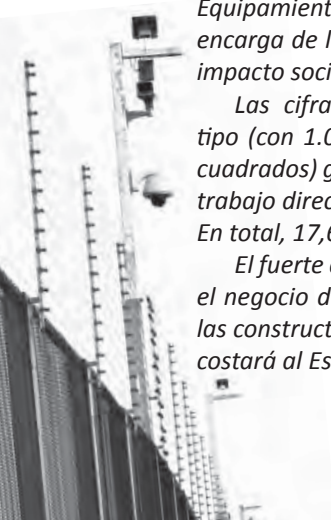 Equipamient
encarga de l
impacto soci
Las cifra
tipo (con 1.0
cuadrados) g
trabajo direc
En total, 17,6
El fuerte
el negocio d
las construct
costará al Es